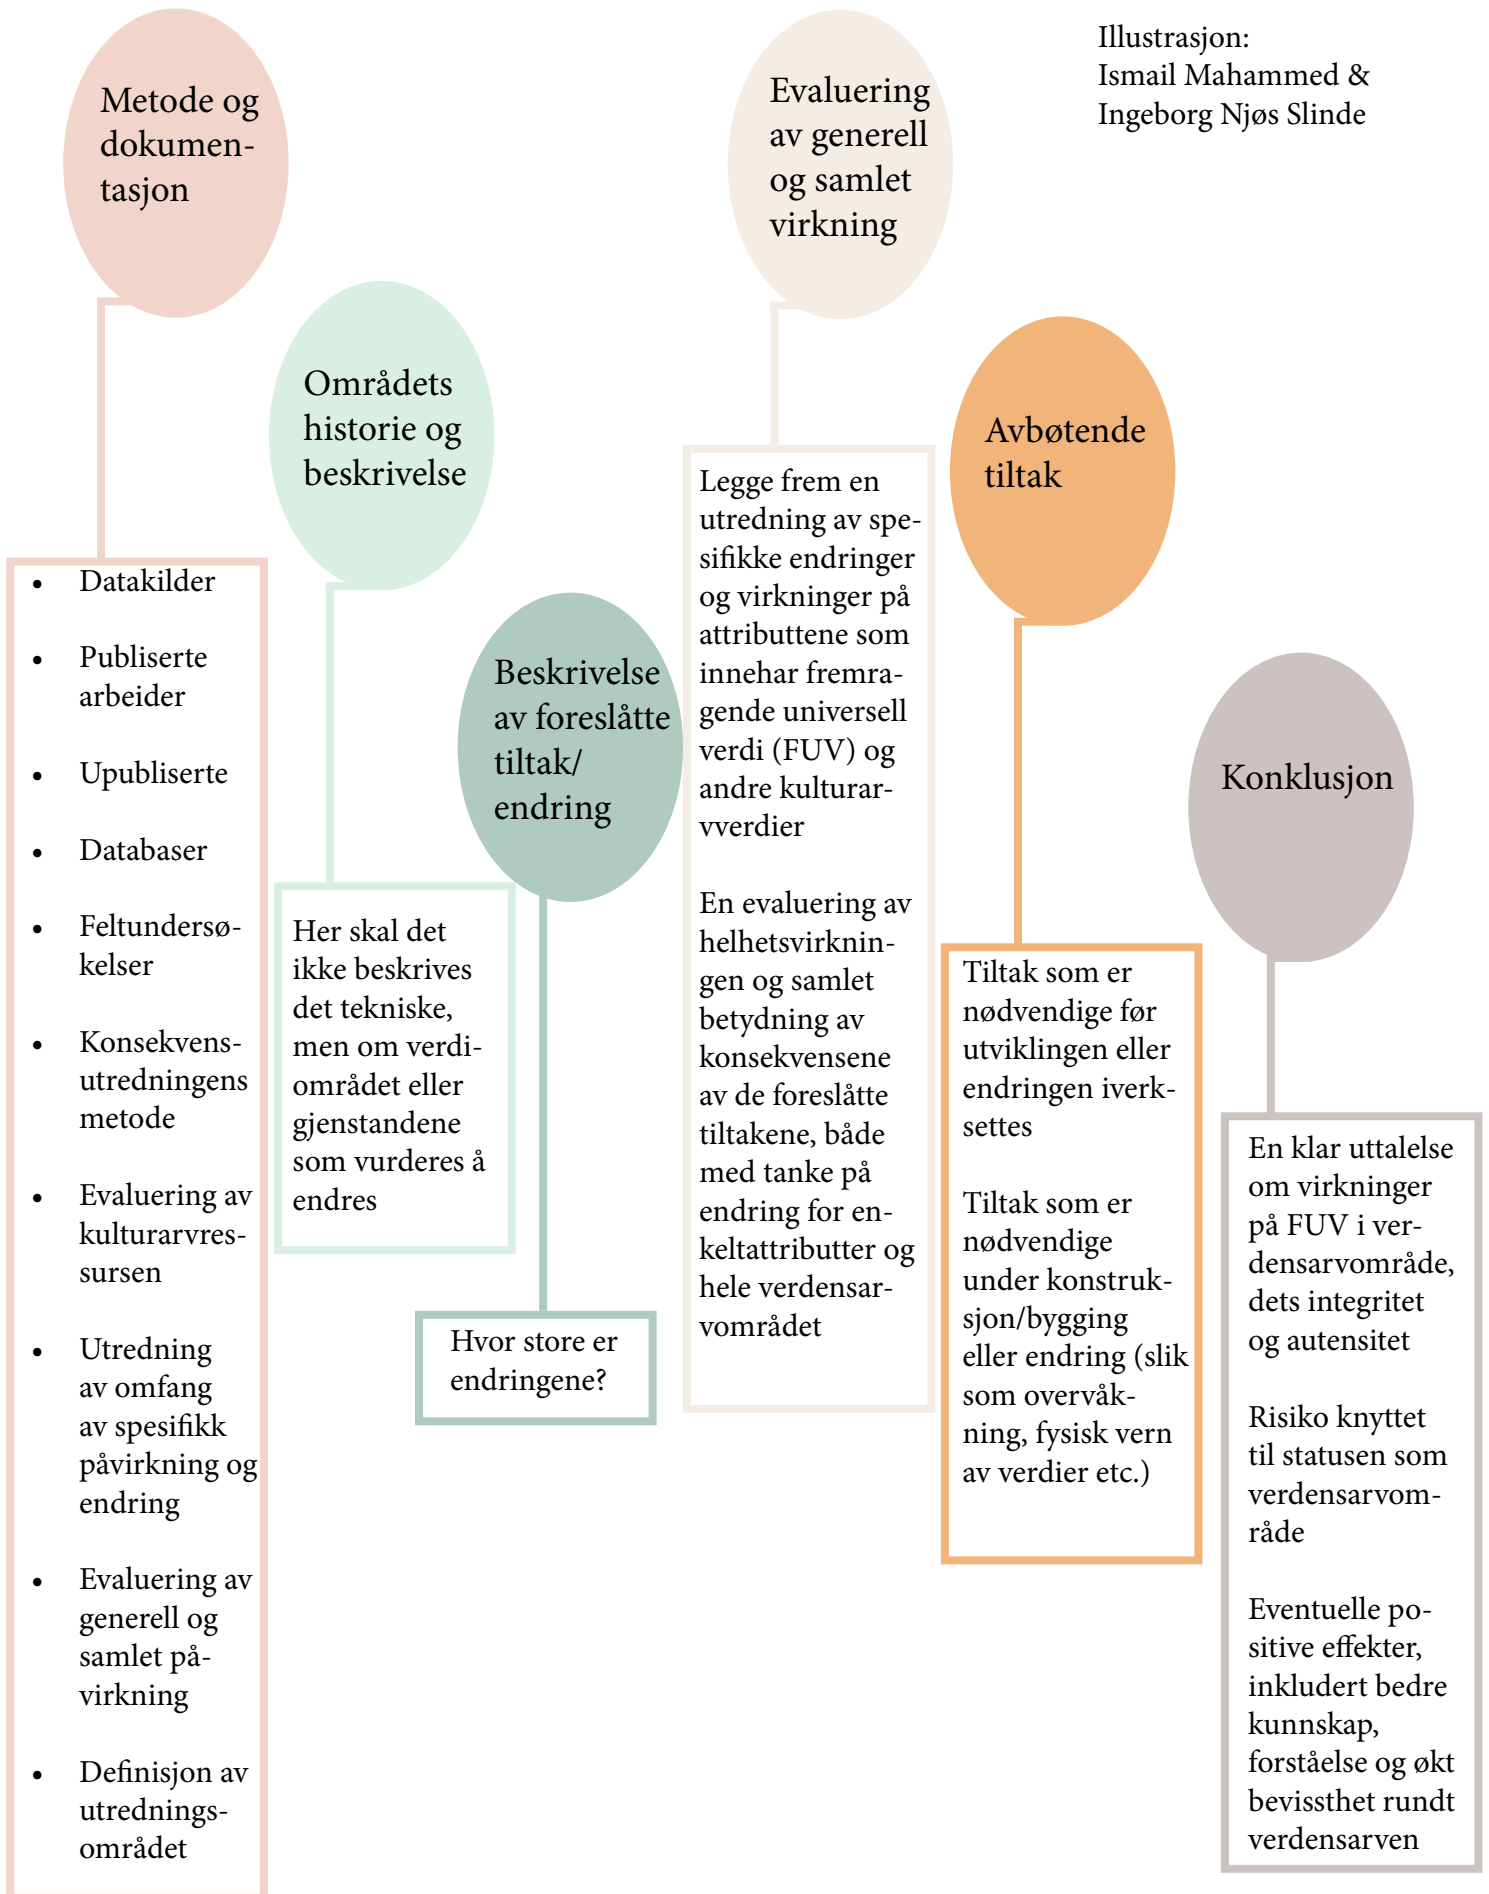 Metode og
dokumen-
tasjon
• Datakilder
• Publiserte
arbeider
• Upubliserte
• Databaser
• Feltundersø-
kelser
• Konsekvens-
utredningens
metode
• Evaluering av
kulturarvres-
sursen
• Utredning
av omfang
av spesifikk
påvirkning og
endring
• Evaluering av
generell og
samlet på-
virkning
• Definisjon av
utrednings-
området
Områdets
historie og
beskrivelse
Her skal det
ikke beskrives
det tekniske,
men om verdi-
området eller
gjenstandene
som vurderes å
endres
Beskrivelse
av foreslåtte
tiltak/
endring
Hvor store er
endringene?
Evaluering
av generell
og samlet
virkning
Legge frem en
utredning av spe-
sifikke endringer
og virkninger på
attributtene som
innehar fremra-
gende universell
verdi (FUV) og
andre kulturar-
vverdier
En evaluering av
helhetsvirknin-
gen og samlet
betydning av
konsekvensene
av de foreslåtte
tiltakene, både
med tanke på
endring for en-
keltattributter og
hele verdensar-
vområdet
Avbøtende
tiltak
Tiltak som er
nødvendige før
utviklingen eller
endringen iverk-
settes
Tiltak som er
nødvendige
under konstruk-
sjon/bygging
eller endring (slik
som overvåk-
ning, fysisk vern
av verdier etc.)
Konklusjon
En klar uttalelse
om virkninger
på FUV i ver-
densarvområde,
dets integritet
og autensitet
Risiko knyttet
til statusen som
verdensarvom-
råde
Eventuelle po-
sitive effekter,
inkludert bedre
kunnskap,
forståelse og økt
bevissthet rundt
verdensarven
Illustrasjon:
Ismail Mahammed &
Ingeborg Njøs Slinde